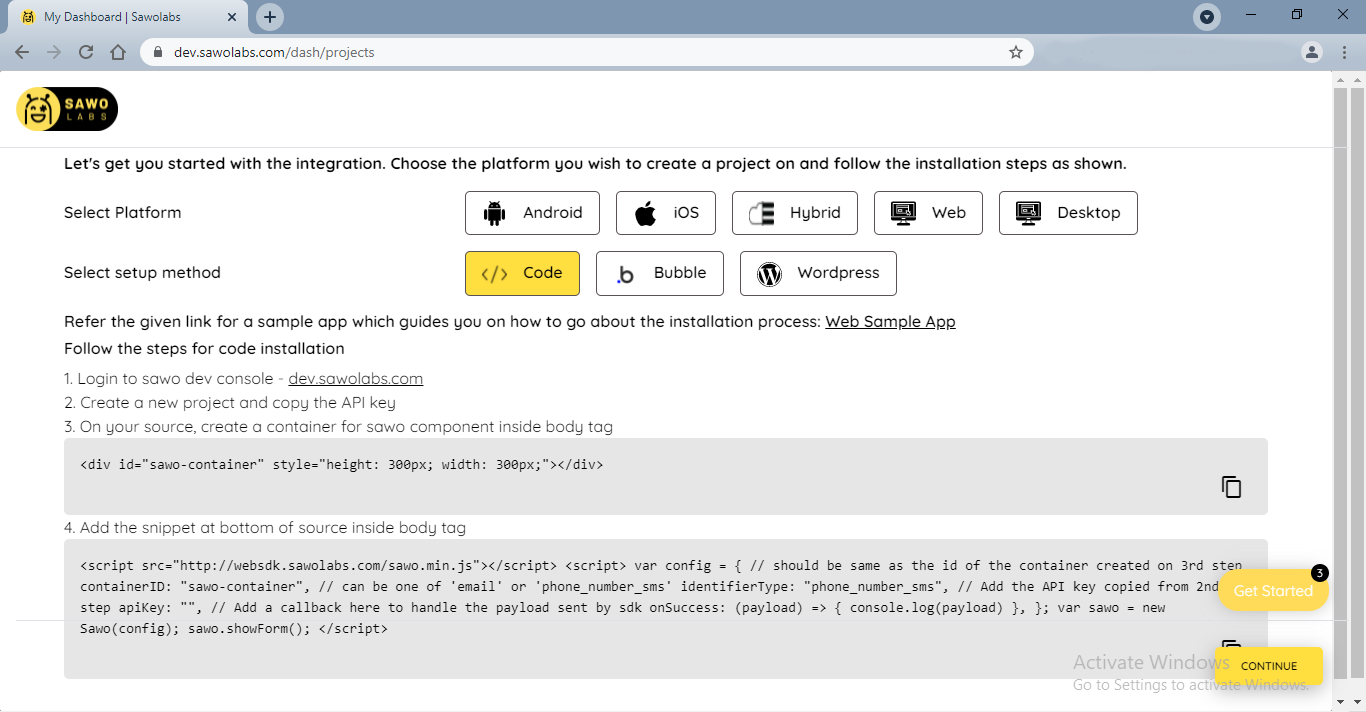 My Dashboard | Sawolabs
dev.sawolabs.com/dash/projects
SAWO
LABS
Let's get you started with the integration. Choose the platform you wish to create a project on and follow the installation steps as shown.
Select Platform
Android
iOS
Hybrid
Web
Desktop
Select setup method
</> Code
.b Bubble
Wordpress
Refer the given link for a sample app which guides you on how to go about the installation process: Web Sample App
Follow the steps for code installation
1. Login to sawo dev console - dev.sawolabs.com
2. Create a new project and copy the API key
3. On your source, create a container for sawo component inside body tag
<div id="sawo-container" style="height: 300px; width: 300px;"></div>
4. Add the snippet at bottom of source inside body tag
<script src="http://websdk.sawolabs.com/sawo.min.js"></script> <script> var config = { // should be same as the id of the container created on 3rd step
containerID: "sawo-container", // can be one of 'email' or 'phone_number_sms' identifierType: "phone_number_sms", // Add the API key copied from 2nd
step apiKey: "", // Add a callback here to handle the payload sent by sdk onSuccess: (payload) => { console.log(payload) }, }; var sawo = new
Sawo(config); sawo.showForm(); </script>
3
Get Started
CONTINUE
Activate Windows
Go to Settings to activate Windows.